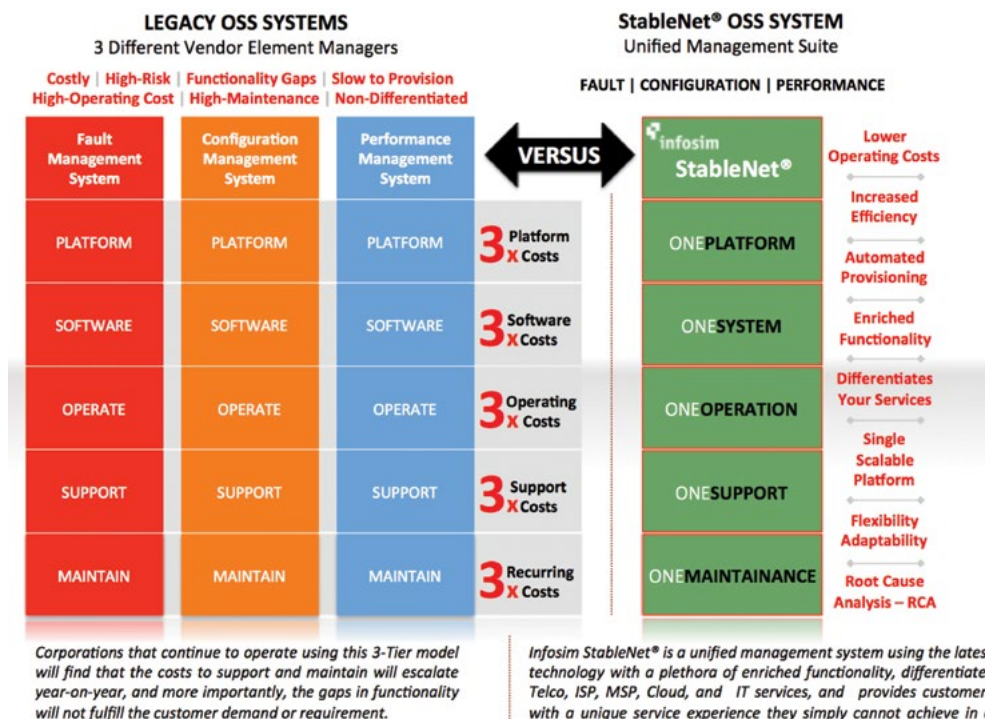 LEGACY OSS SYSTEMS
3 Different Vendor Element Managers
Costly | High-Risk | Functionality Gaps | Slow to Provision
High-Operating Cost | High-Maintenance | Non-Differentiated
StableNet® OSS SYSTEM
Unified Management Suite
FAULT | CONFIGURATION | PERFORMANCE
Fault
Management
System
Configuration
Management
System
Performance
Management
System
VERSUS
infosim
StableNet®
PLATFORM
PLATFORM
PLATFORM
3x Platform
Costs
ONEPLATFORM
SOFTWARE
SOFTWARE
SOFTWARE
3x Software
Costs
ONESYSTEM
OPERATE
OPERATE
OPERATE
3x Operating
Costs
ONEOPERATION
SUPPORT
SUPPORT
SUPPORT
3x Support
Costs
ONESUPPORT
MAINTAIN
MAINTAIN
MAINTAIN
3x Recurring
Costs
ONEMAINTAINANCE
Lower
Operating Costs
Increased
Efficiency
Automated
Provisioning
Enriched
Functionality
Differentiates
Your Services
Single
Scalable
Platform
Flexibility
Adaptability
Root Cause
Analysis – RCA
Corporations that continue to operate using this 3-Tier model
will find that the costs to support and maintain will escalate
year-on-year, and more importantly, the gaps in functionality
will not fulfill the customer demand or requirement.
Infosim StableNet® is a unified management system using the lates
technology with a plethora of enriched functionality, differentiate
Telco, ISP, MSP, Cloud, and IT services, and provides customer
with a unique service experience they simply cannot achieve in